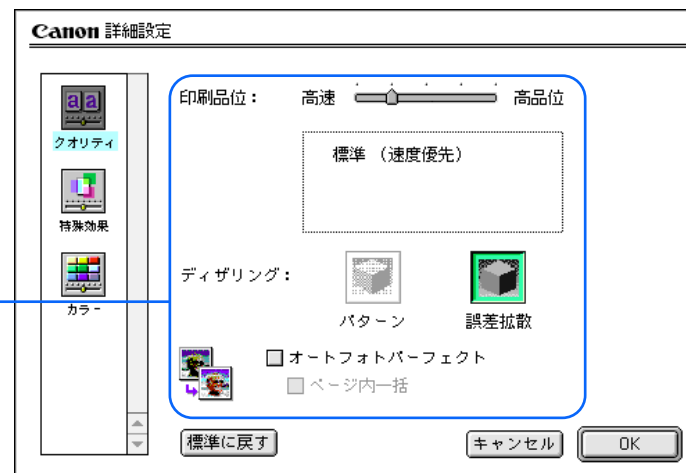 Canon 詳細設定
クオリティ
特殊効果
カラー
印刷品位： 高速 高品位
標準 （速度優先）
ディザリング：
パターン 誤差拡散
オートフォトパーフェクト
ページ内一括
標準に戻す キャンセル OK